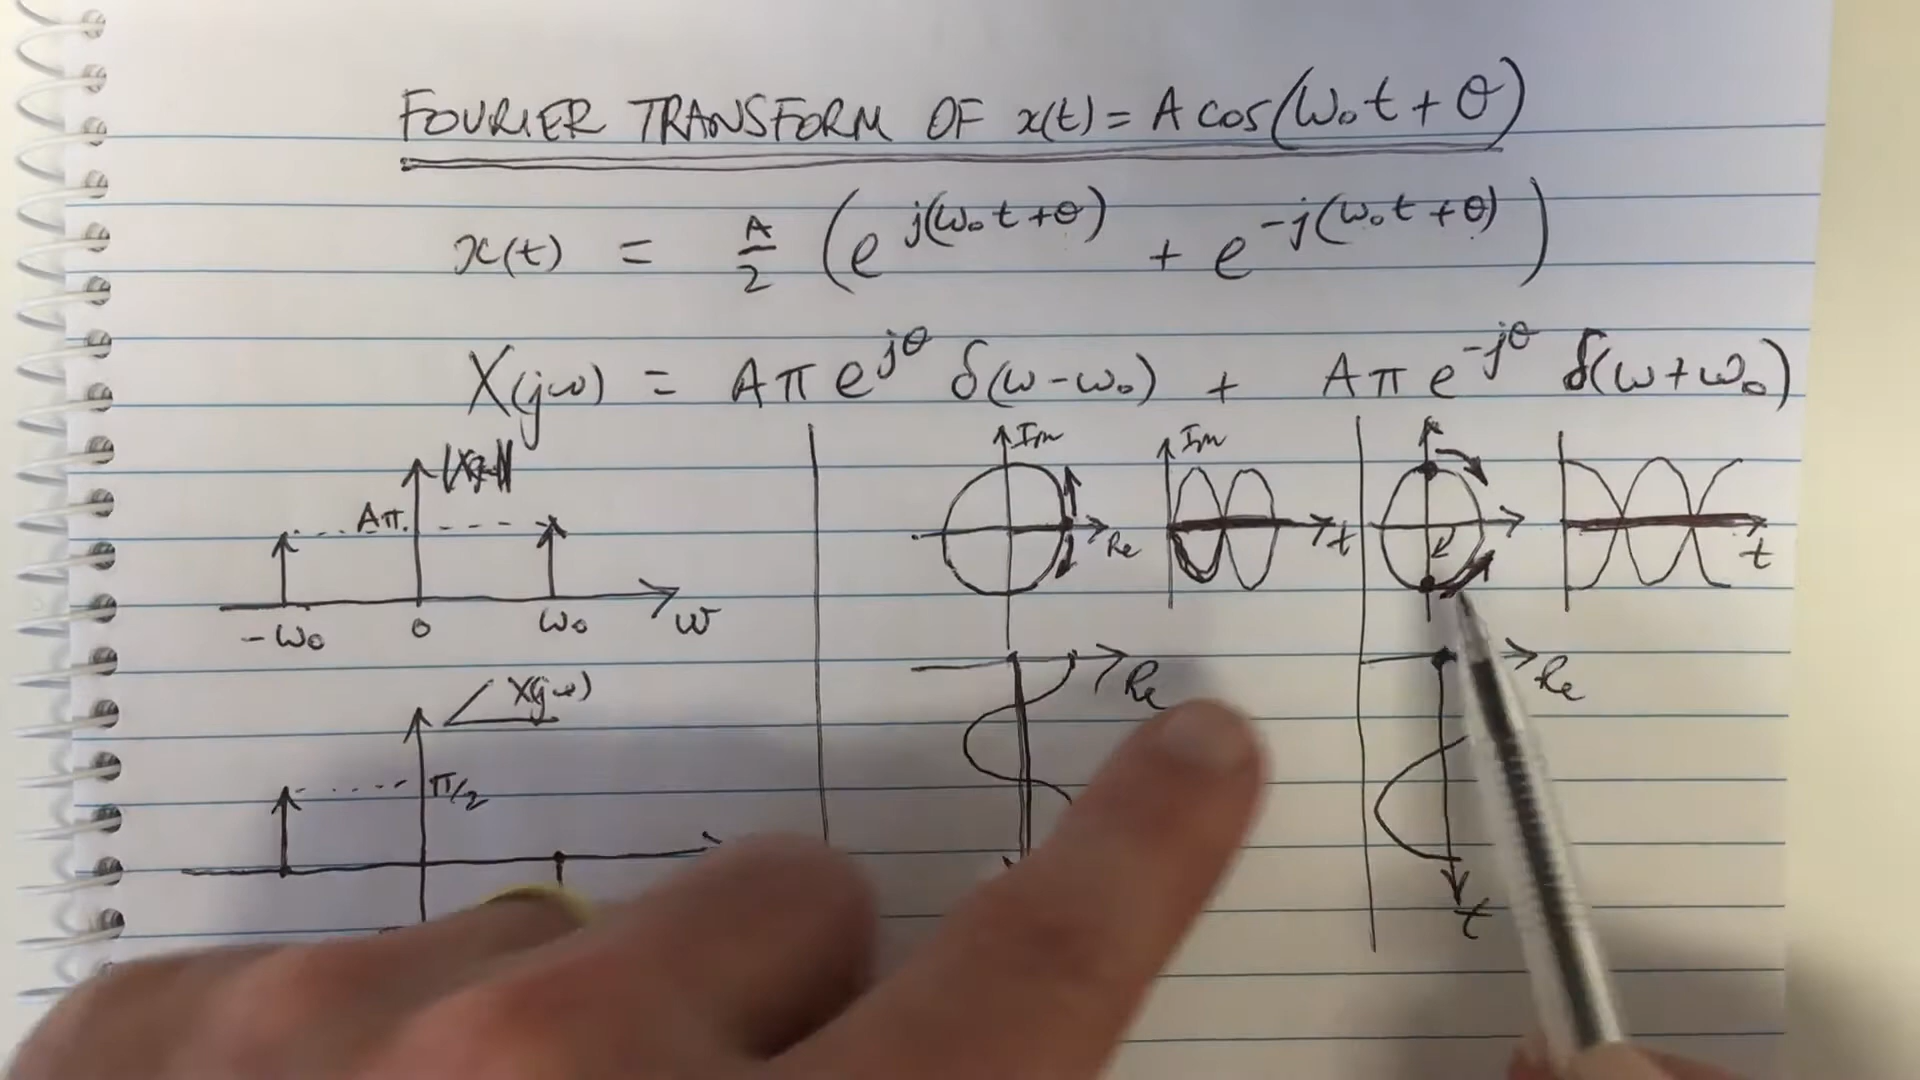 FOURIER TRANSFORM OF x(t) = A cos(ω₀t + θ)
x(t) = A/2 (e^{j(ω₀t+θ)} + e^{-j(ω₀t+θ)})
X(jω) = Aπ e^{jθ} δ(ω-ω₀) + Aπ e^{-jθ} δ(ω+ω₀)
|X(jω)|
Aπ
-ω₀ 0 ω₀ ω
∠X(jω)
π/2
Im
Re
Im
t
t
Re
Re
t